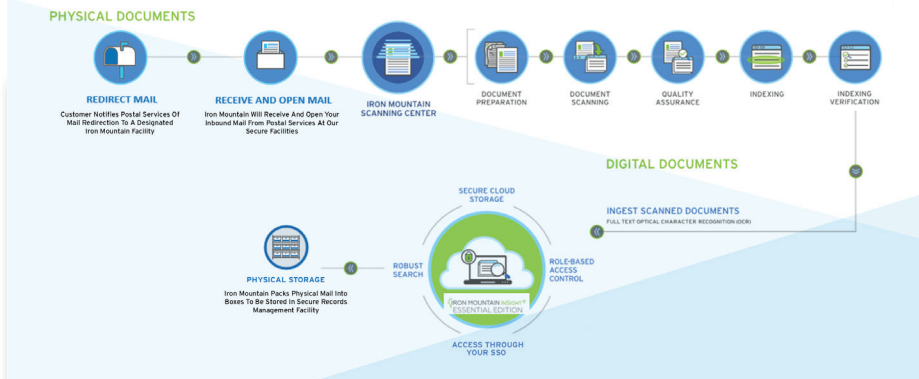 PHYSICAL DOCUMENTS
REDIRECT MAIL
Customer Notifies Postal Services Of
Mail Redirection To A Designated
Iron Mountain Facility
RECEIVE AND OPEN MAIL
Iron Mountain Will Receive And Open Your
Inbound Mail From Postal Services At Our
Secure Facilities
IRON MOUNTAIN
SCANNING CENTER
DOCUMENT
PREPARATION
DOCUMENT
SCANNING
QUALITY
ASSURANCE
INDEXING
INDEXING
VERIFICATION
DIGITAL DOCUMENTS
INGEST SCANNED DOCUMENTS
FULL TEXT OPTICAL CHARACTER RECOGNITION (OCR)
SECURE CLOUD
STORAGE
ROLE-BASED
ACCESS
CONTROL
ROBUST
SEARCH
IRON MOUNTAIN INSIGHT®
ESSENTIAL EDITION
ACCESS THROUGH
YOUR SSO
PHYSICAL STORAGE
Iron Mountain Packs Physical Mail Into
Boxes To Be Stored In Secure Records
Management Facility